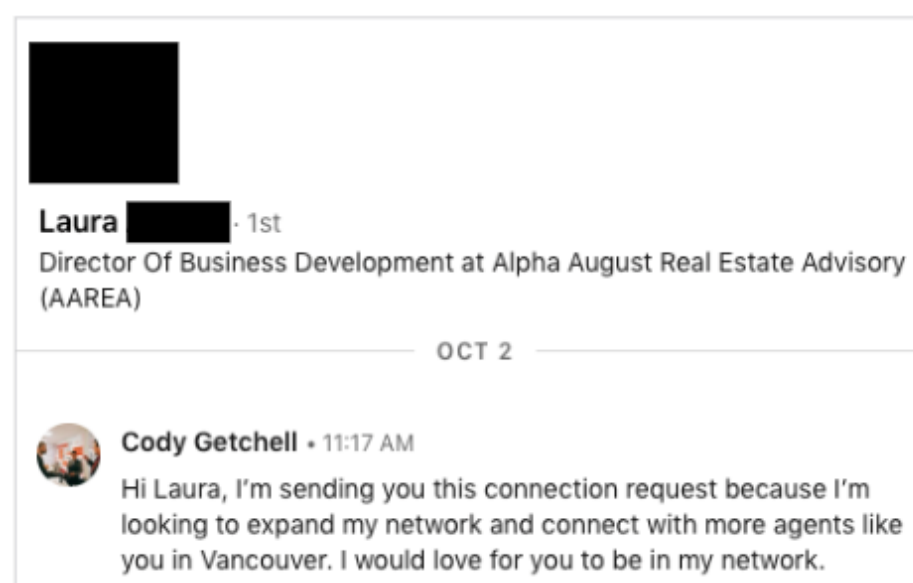 Laura · 1st
Director Of Business Development at Alpha August Real Estate Advisory
(AAREA)
OCT 2
Cody Getchell • 11:17 AM
Hi Laura, I’m sending you this connection request because I’m
looking to expand my network and connect with more agents like
you in Vancouver. I would love for you to be in my network.